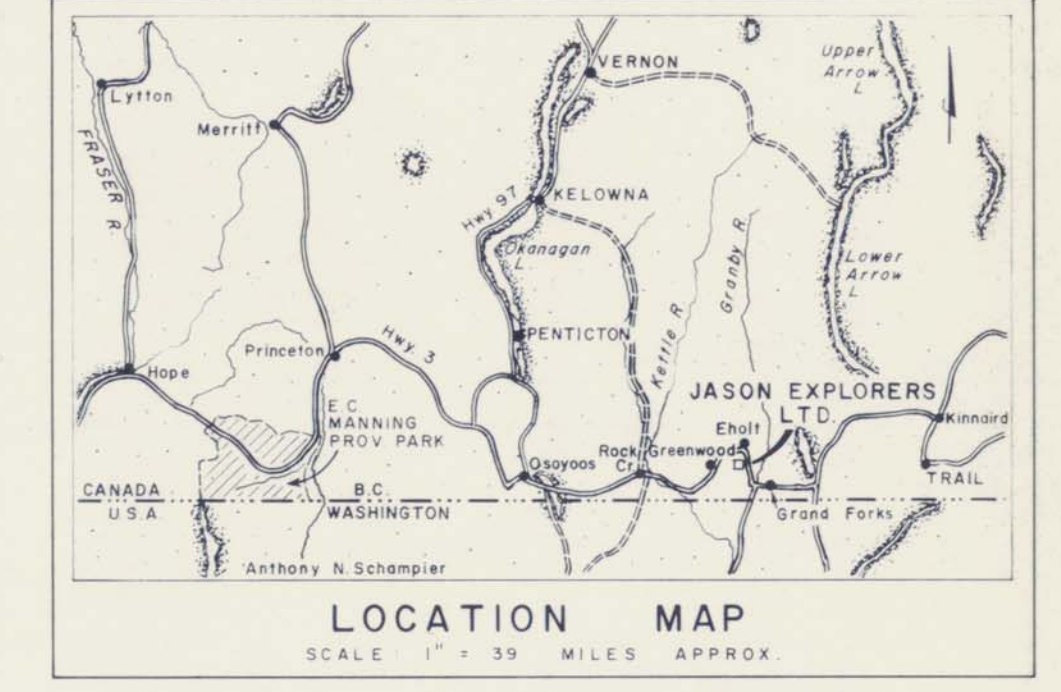 Lytton
FRASER R.
Merritt
VERNON
Upper
Arrow
L
KELOWNA
Hwy 97
Okanagan
L
Granby R.
Lower
Arrow
L
Princeton
Hwy. 3
PENTICTON
Kettle R
Hope
JASON EXPLORERS
LTD.
E.C.
MANNING
PROV PARK
Eholt
Kinnaird
Rock
Cr.
Greenwood
Osoyoos
TRAIL
CANADA
B.C.
U.S.A.
WASHINGTON
Grand Forks
Anthony N. Schampier
LOCATION MAP
SCALE 1" = 39 MILES APPROX.